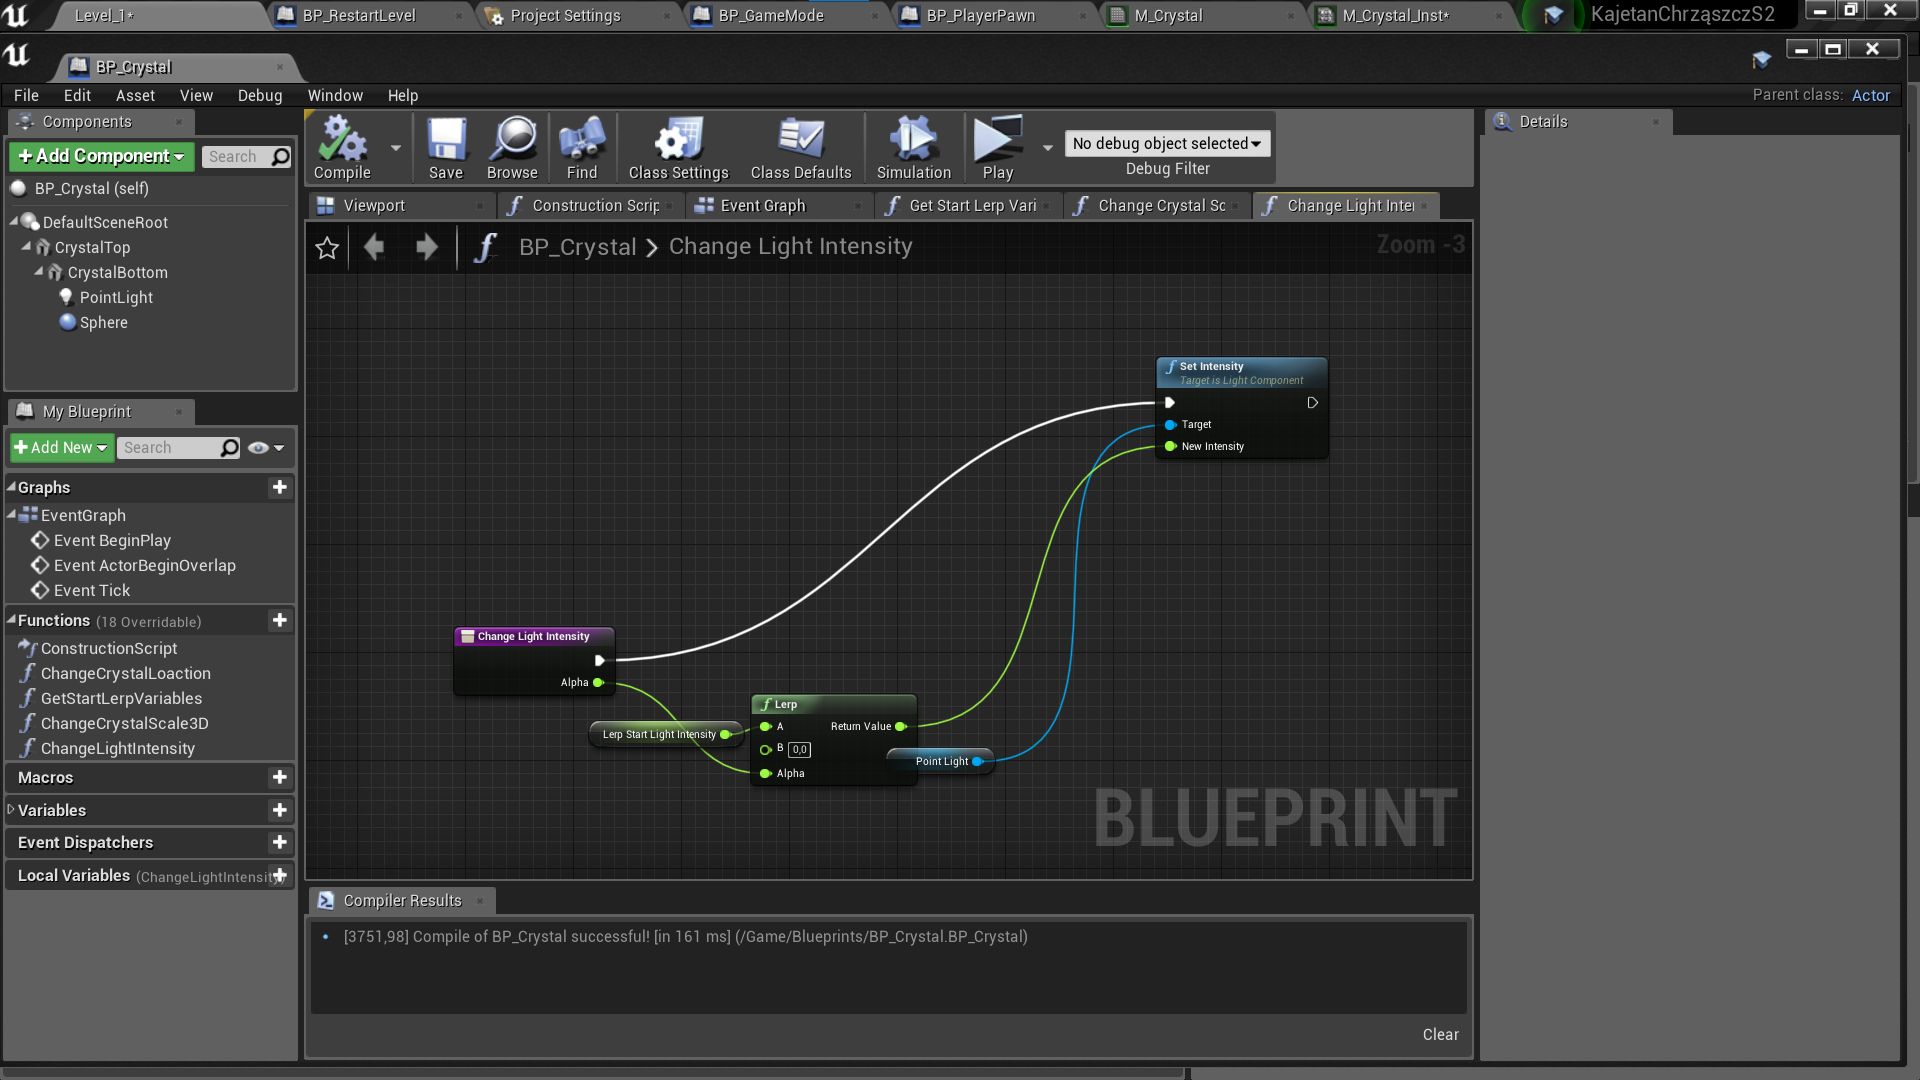 Level_1*
BP_RestartLevel
Project Settings
BP_GameMode
BP_PlayerPawn
M_Crystal
M_Crystal_Inst*
KajetanChrząszczS2
BP_Crystal
File Edit Asset View Debug Window Help
Parent class: Actor
Components
+ Add Component
Search
BP_Crystal (self)
DefaultSceneRoot
CrystalTop
CrystalBottom
PointLight
Sphere
My Blueprint
+ Add New
Search
Graphs
EventGraph
Event BeginPlay
Event ActorBeginOverlap
Event Tick
Functions (18 Overridable)
ConstructionScript
ChangeCrystalLoaction
GetStartLerpVariables
ChangeCrystalScale3D
ChangeLightIntensity
Macros
Variables
Event Dispatchers
Local Variables (ChangeLightIntensity)
Compile
Save
Browse
Find
Class Settings
Class Defaults
Simulation
Play
No debug object selected
Debug Filter
Viewport
Construction Scrip
Event Graph
Get Start Lerp Vari
Change Crystal Sc
Change Light Inte
BP_Crystal > Change Light Intensity
Zoom -3
Set Intensity
Target is Light Component
Target
New Intensity
Change Light Intensity
Alpha
Lerp Start Light Intensity
Lerp
A
Return Value
B 0,0
Alpha
Point Light
BLUEPRINT
Compiler Results
• [3751,98] Compile of BP_Crystal successful! [in 161 ms] (/Game/Blueprints/BP_Crystal.BP_Crystal)
Clear
Details